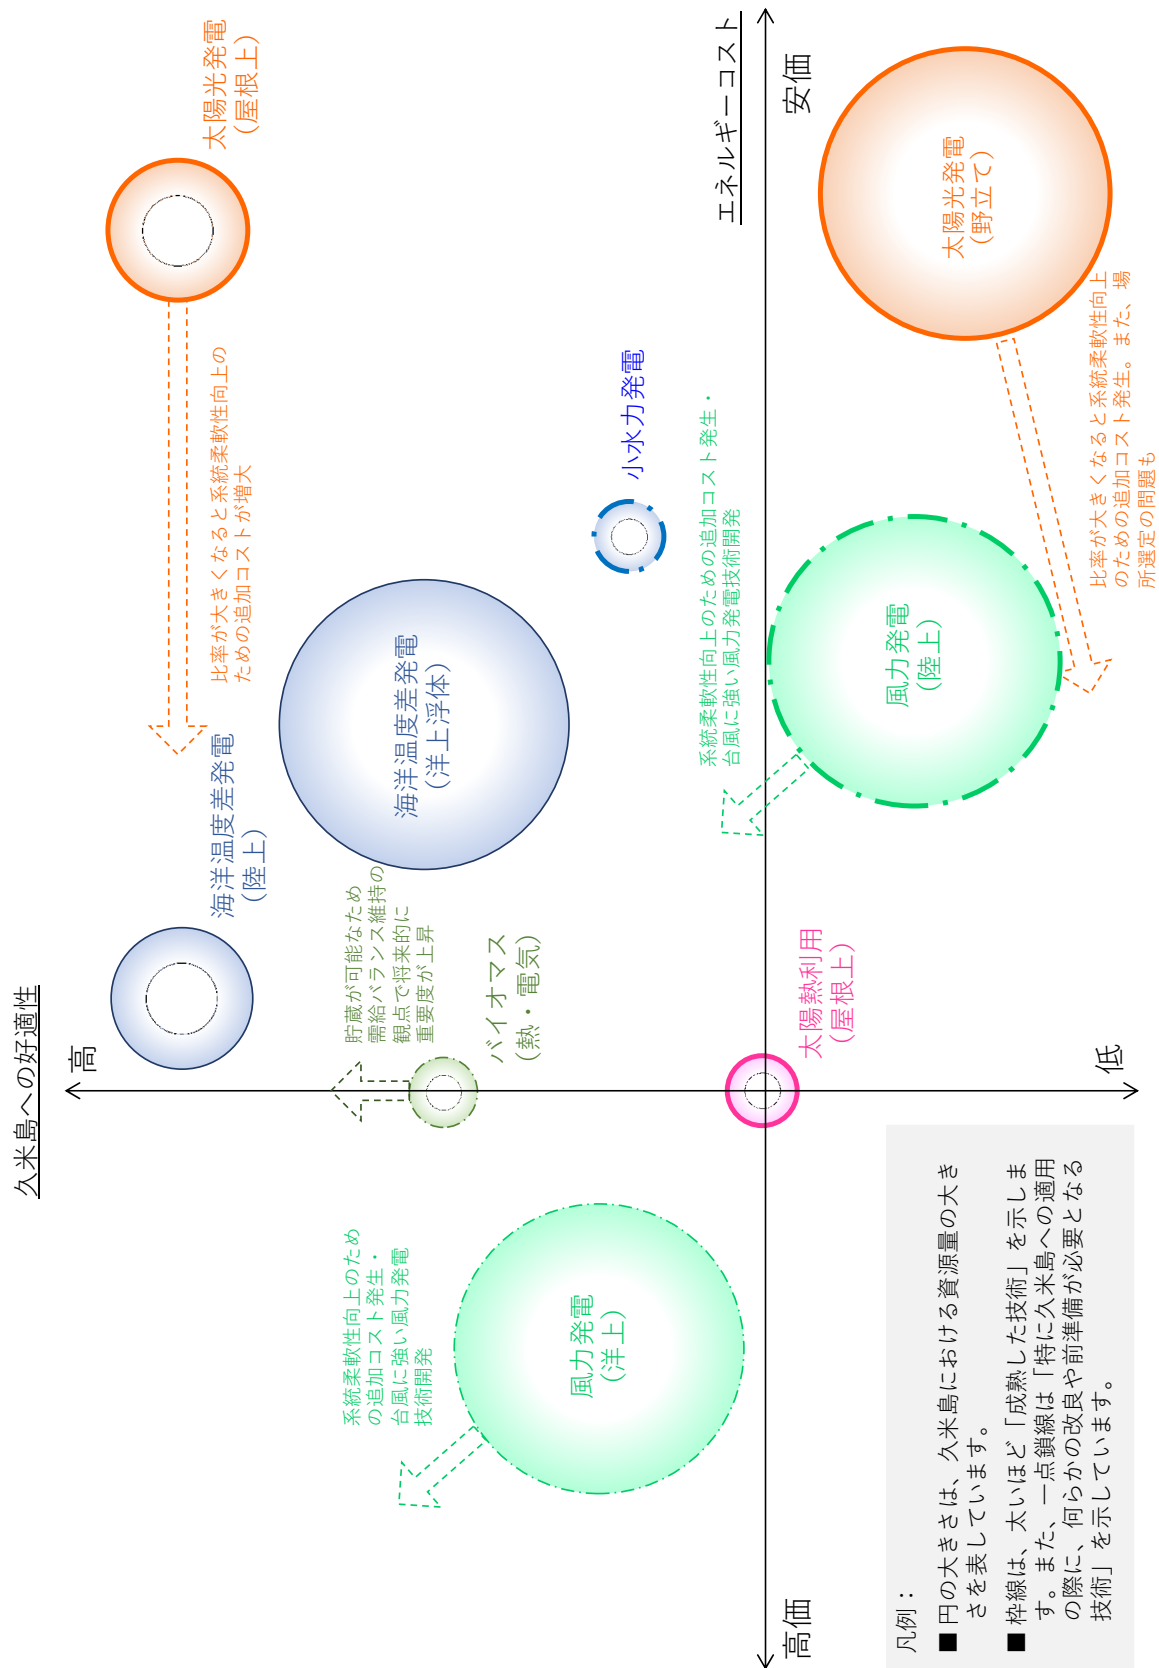 久米島への好適性
高
太陽光発電
(屋根上)
比率が大きくなると系統柔軟性向上の
ための追加コストが増大
海洋温度差発電
(陸上)
海洋温度差発電
(洋上浮体)
貯蔵が可能なため
需給バランス維持の
観点で将来的に
重要度が上昇
バイオマス
(熱・電気)
小水力発電
系統柔軟性向上のため
の追加コスト発生・
台風に強い風力発電
技術開発
風力発電
(洋上)
系統柔軟性向上のための追加コスト発生・
台風に強い風力発電技術開発
エネルギーコスト
安価
高価
太陽熱利用
(屋根上)
風力発電
(陸上)
太陽光発電
(野立て)
比率が大きくなると系統柔軟性向上
のための追加コスト発生。また、場
所選定の問題も
低
凡例：
■ 円の大きさは、久米島における資源量の大き
さを表しています。
■ 枠線は、太いほど「成熟した技術」を示しま
す。また、一点鎖線は「特に久米島への適用
の際に、何らかの改良や前準備が必要となる
技術」を示しています。